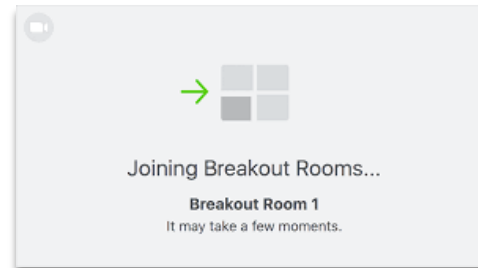 Joining Breakout Rooms...
Breakout Room 1
It may take a few moments.